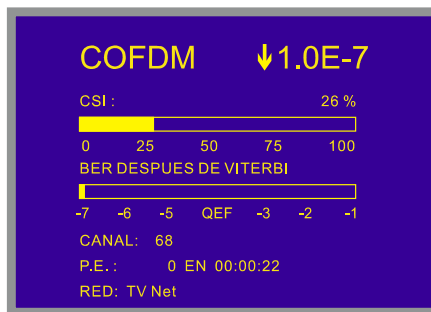 COFDM ↓1.0E-7
CSI : 26 %
0 25 50 75 100
BER DESPUES DE VITERBI
-7 -6 -5 QEF -3 -2 -1
CANAL: 68
P.E. : 0 EN 00:00:22
RED: TV Net